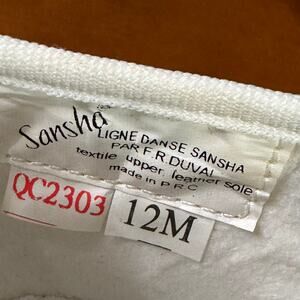 Sansha
LIGNE DANSE SANSHA
PAR F.R.DUVAL
textile upper, leather sole
made in P.R.C.
QC2303
12M